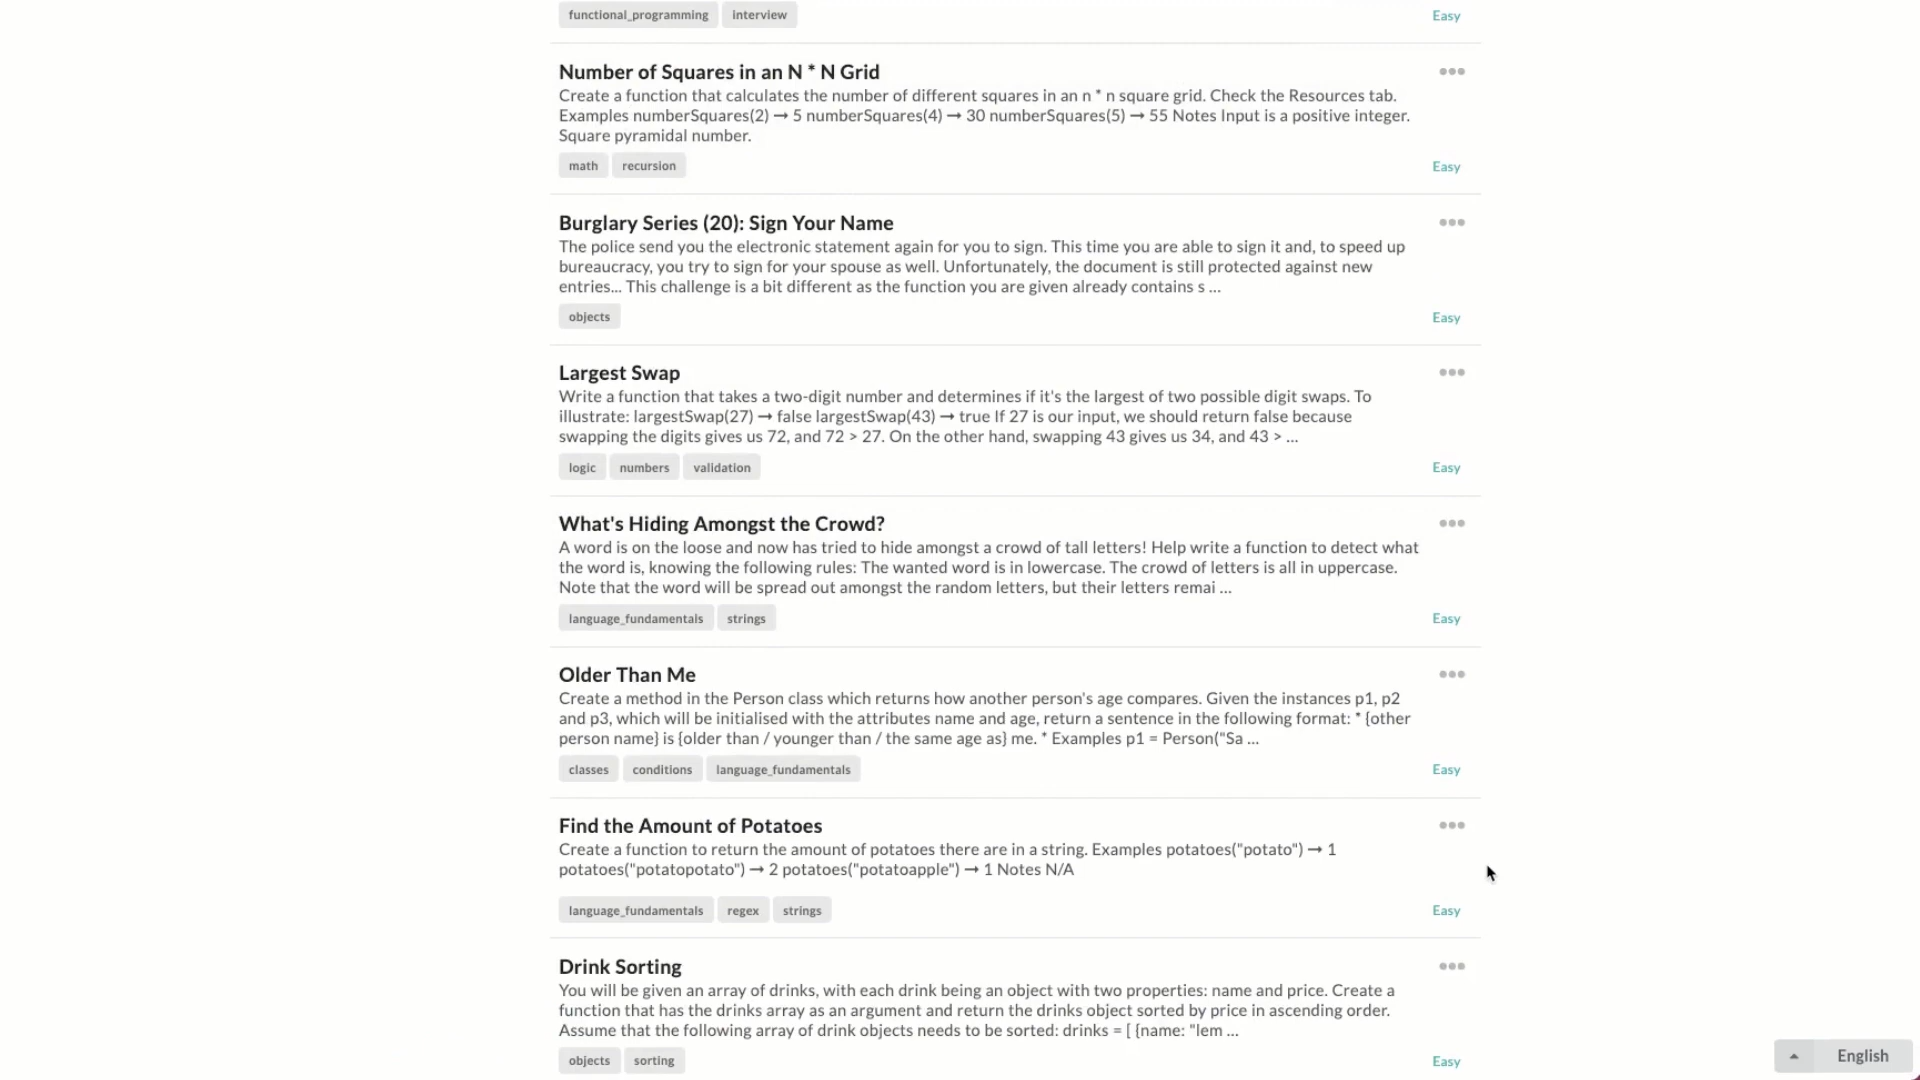 functional_programming interview Easy
Number of Squares in an N * N Grid
Create a function that calculates the number of different squares in an n * n square grid. Check the Resources tab.
Examples numberSquares(2) ➞ 5 numberSquares(4) ➞ 30 numberSquares(5) ➞ 55 Notes Input is a positive integer.
Square pyramidal number.
math recursion Easy
Burglary Series (20): Sign Your Name
The police send you the electronic statement again for you to sign. This time you are able to sign it and, to speed up
bureaucracy, you try to sign for your spouse as well. Unfortunately, the document is still protected against new
entries... This challenge is a bit different as the function you are given already contains s ...
objects Easy
Largest Swap
Write a function that takes a two-digit number and determines if it's the largest of two possible digit swaps. To
illustrate: largestSwap(27) ➞ false largestSwap(43) ➞ true If 27 is our input, we should return false because
swapping the digits gives us 72, and 72 > 27. On the other hand, swapping 43 gives us 34, and 43 > ...
logic numbers validation Easy
What's Hiding Amongst the Crowd?
A word is on the loose and now has tried to hide amongst a crowd of tall letters! Help write a function to detect what
the word is, knowing the following rules: The wanted word is in lowercase. The crowd of letters is all in uppercase.
Note that the word will be spread out amongst the random letters, but their letters remai ...
language_fundamentals strings Easy
Older Than Me
Create a method in the Person class which returns how another person's age compares. Given the instances p1, p2
and p3, which will be initialised with the attributes name and age, return a sentence in the following format: * {other
person name} is {older than / younger than / the same age as} me. * Examples p1 = Person("Sa ...
classes conditions language_fundamentals Easy
Find the Amount of Potatoes
Create a function to return the amount of potatoes there are in a string. Examples potatoes("potato") ➞ 1
potatoes("potatopotato") ➞ 2 potatoes("potatoapple") ➞ 1 Notes N/A
language_fundamentals regex strings Easy
Drink Sorting
You will be given an array of drinks, with each drink being an object with two properties: name and price. Create a
function that has the drinks array as an argument and return the drinks object sorted by price in ascending order.
Assume that the following array of drink objects needs to be sorted: drinks = [ {name: "lem ...
objects sorting Easy
English